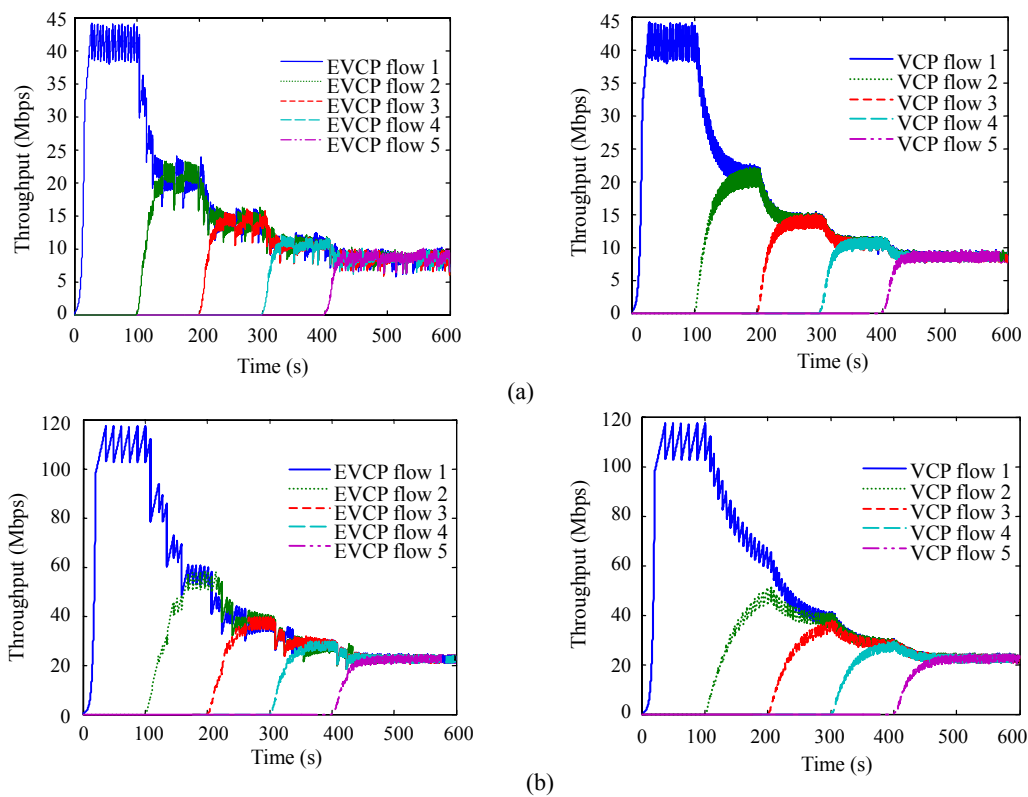 45
40
35
30
25
20
15
10
5
0
Throughput (Mbps)
EVCP flow 1
EVCP flow 2
EVCP flow 3
EVCP flow 4
EVCP flow 5
0 100 200 300 400 500 600
Time (s)
45
40
35
30
25
20
15
10
5
0
Throughput (Mbps)
VCP flow 1
VCP flow 2
VCP flow 3
VCP flow 4
VCP flow 5
0 100 200 300 400 500 600
Time (s)
(a)
120
100
80
60
40
20
0
Throughput (Mbps)
EVCP flow 1
EVCP flow 2
EVCP flow 3
EVCP flow 4
EVCP flow 5
0 100 200 300 400 500 600
Time (s)
120
100
80
60
40
20
0
Throughput (Mbps)
VCP flow 1
VCP flow 2
VCP flow 3
VCP flow 4
VCP flow 5
0 100 200 300 400 500 600
Time (s)
(b)